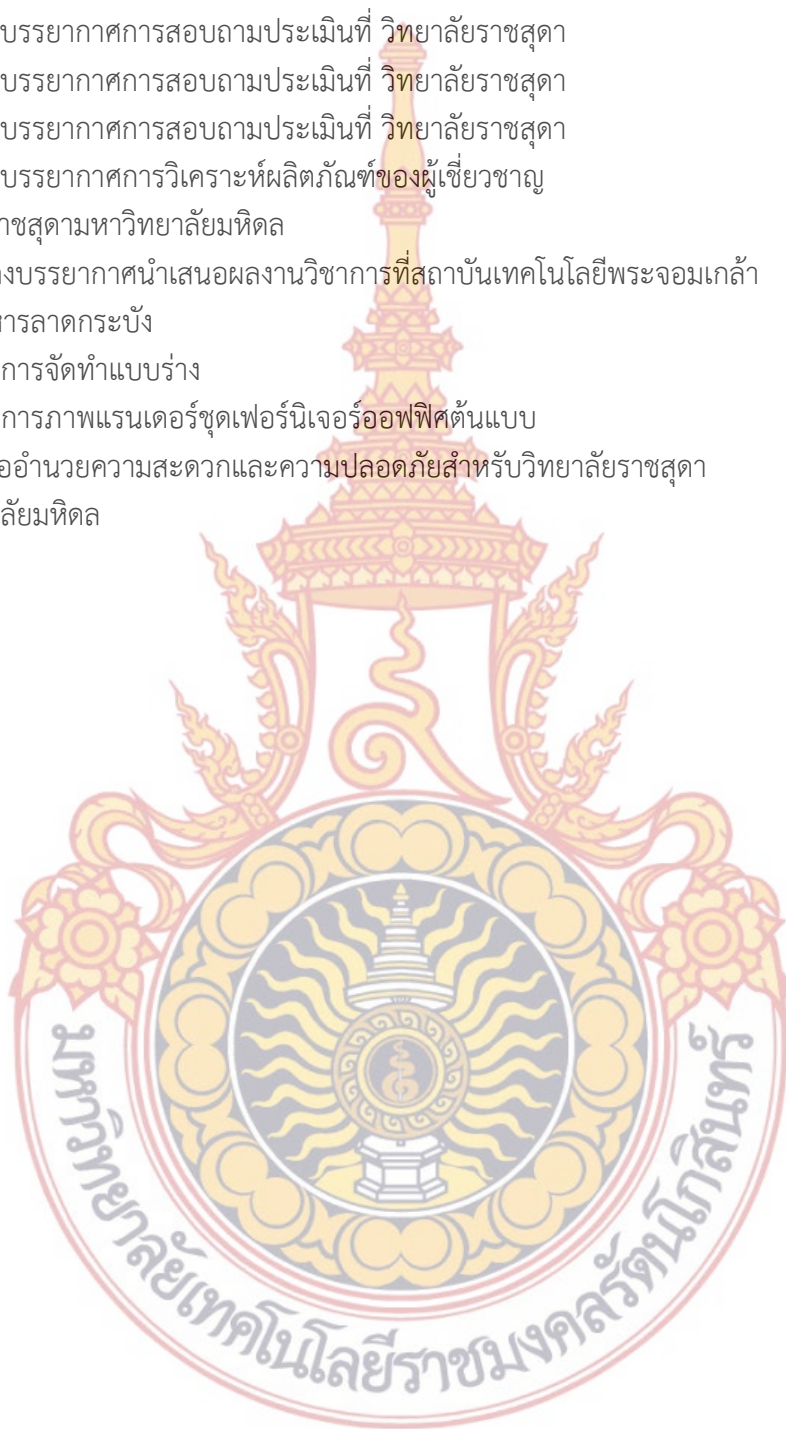 บรรยากาศการสอบถามประเมินที่ วิทยาลัยราชสุดา
บรรยากาศการสอบถามประเมินที่ วิทยาลัยราชสุดา
บรรยากาศการสอบถามประเมินที่ วิทยาลัยราชสุดา
บรรยากาศการวิเคราะห์ผลิตภัณฑ์ของผู้เชี่ยวชาญ
าชสุดามหาวิทยาลัยมหิดล
งบรรยากาศนำเสนอผลงานวิชาการที่สถาบันเทคโนโลยีพระจอมเกล้า
หารลาดกระบัง
การจัดทำแบบร่าง
การภาพแรนเดอร์ชุดเฟอร์นิเจอร์ออฟฟิศต้นแบบ
ออำนวยความสะดวกและความปลอดภัยสำหรับวิทยาลัยราชสุดา
ลัยมหิดล
มหาวิทยาลัยเทคโนโลยีราชมงคลรัตนโกสินทร์